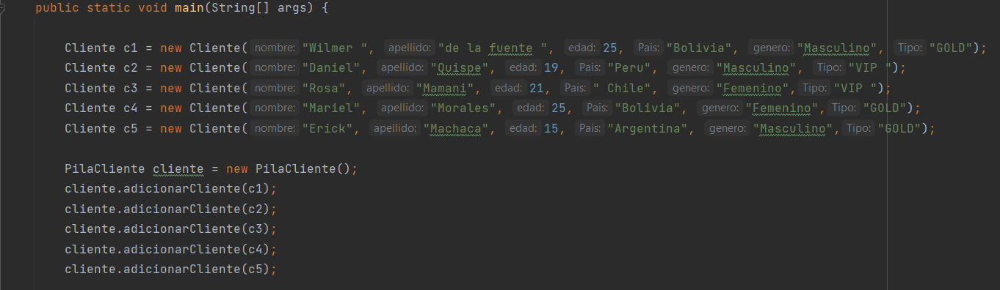 public static void main(String[] args) {
Cliente c1 = new Cliente( nombre: "Wilmer ", apellido: "de la fuente ", edad: 25, Pais: "Bolivia", genero: "Masculino", Tipo: "GOLD");
Cliente c2 = new Cliente( nombre: "Daniel", apellido: "Quispe", edad: 19, Pais: "Peru", genero: "Masculino", Tipo: "VIP ");
Cliente c3 = new Cliente( nombre: "Rosa", apellido: "Mamani", edad: 21, Pais: " Chile", genero: "Femenino", Tipo: "VIP ");
Cliente c4 = new Cliente( nombre: "Mariel", apellido: "Morales", edad: 25, Pais: "Bolivia", genero: "Femenino", Tipo: "GOLD");
Cliente c5 = new Cliente( nombre: "Erick", apellido: "Machaca", edad: 15, Pais: "Argentina", genero: "Masculino", Tipo: "GOLD");
PilaCliente cliente = new PilaCliente();
cliente.adicionarCliente(c1);
cliente.adicionarCliente(c2);
cliente.adicionarCliente(c3);
cliente.adicionarCliente(c4);
cliente.adicionarCliente(c5);